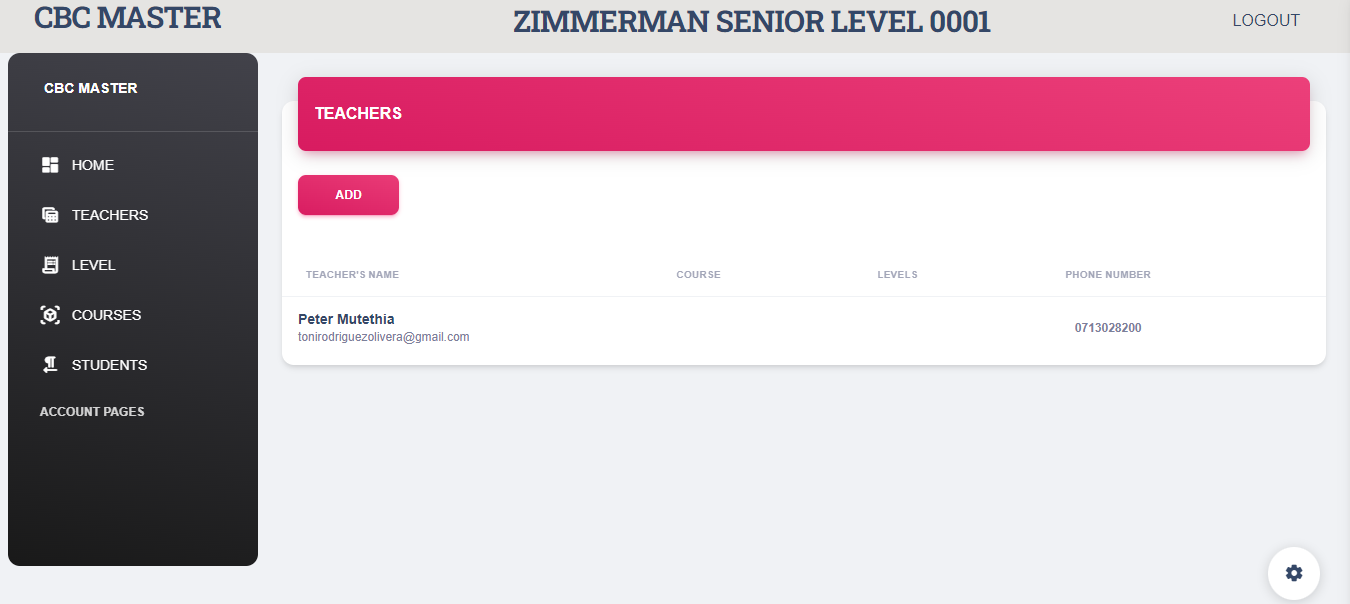 CBC MASTER
ZIMMERMAN SENIOR LEVEL 0001
LOGOUT
CBC MASTER
HOME
TEACHERS
LEVEL
COURSES
STUDENTS
ACCOUNT PAGES
TEACHERS
ADD
TEACHER'S NAME COURSE LEVELS PHONE NUMBER
Peter Mutethia
tonirodriguezolivera@gmail.com
0713028200